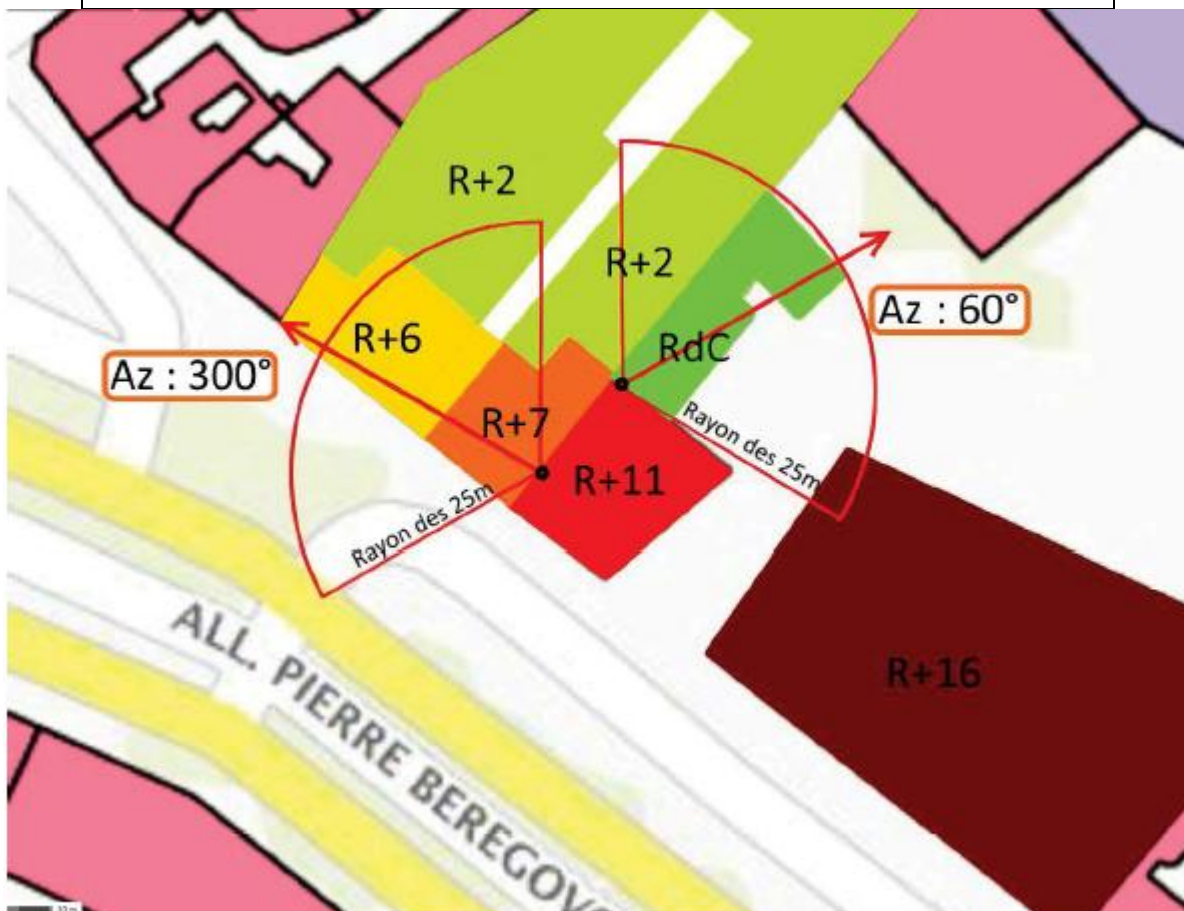 R+2
R+2
Az : 60°
R+6
RdC
Az : 300°
R+7
Rayon des 25m
R+11
Rayon des 25m
R+16
ALL. PIERRE BEREGOV